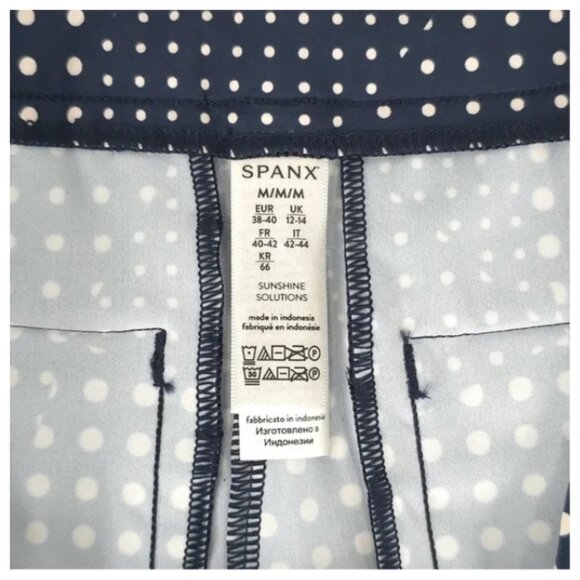 SPANX
M/M/M
EUR UK
38-40 12-14
FR IT
40-42 42-44
KR
66
SUNSHINE
SOLUTIONS
made in indonesia
fabriqué en indonésie
30
fabbricato in indonesia
Изготовлено в
Индонезии